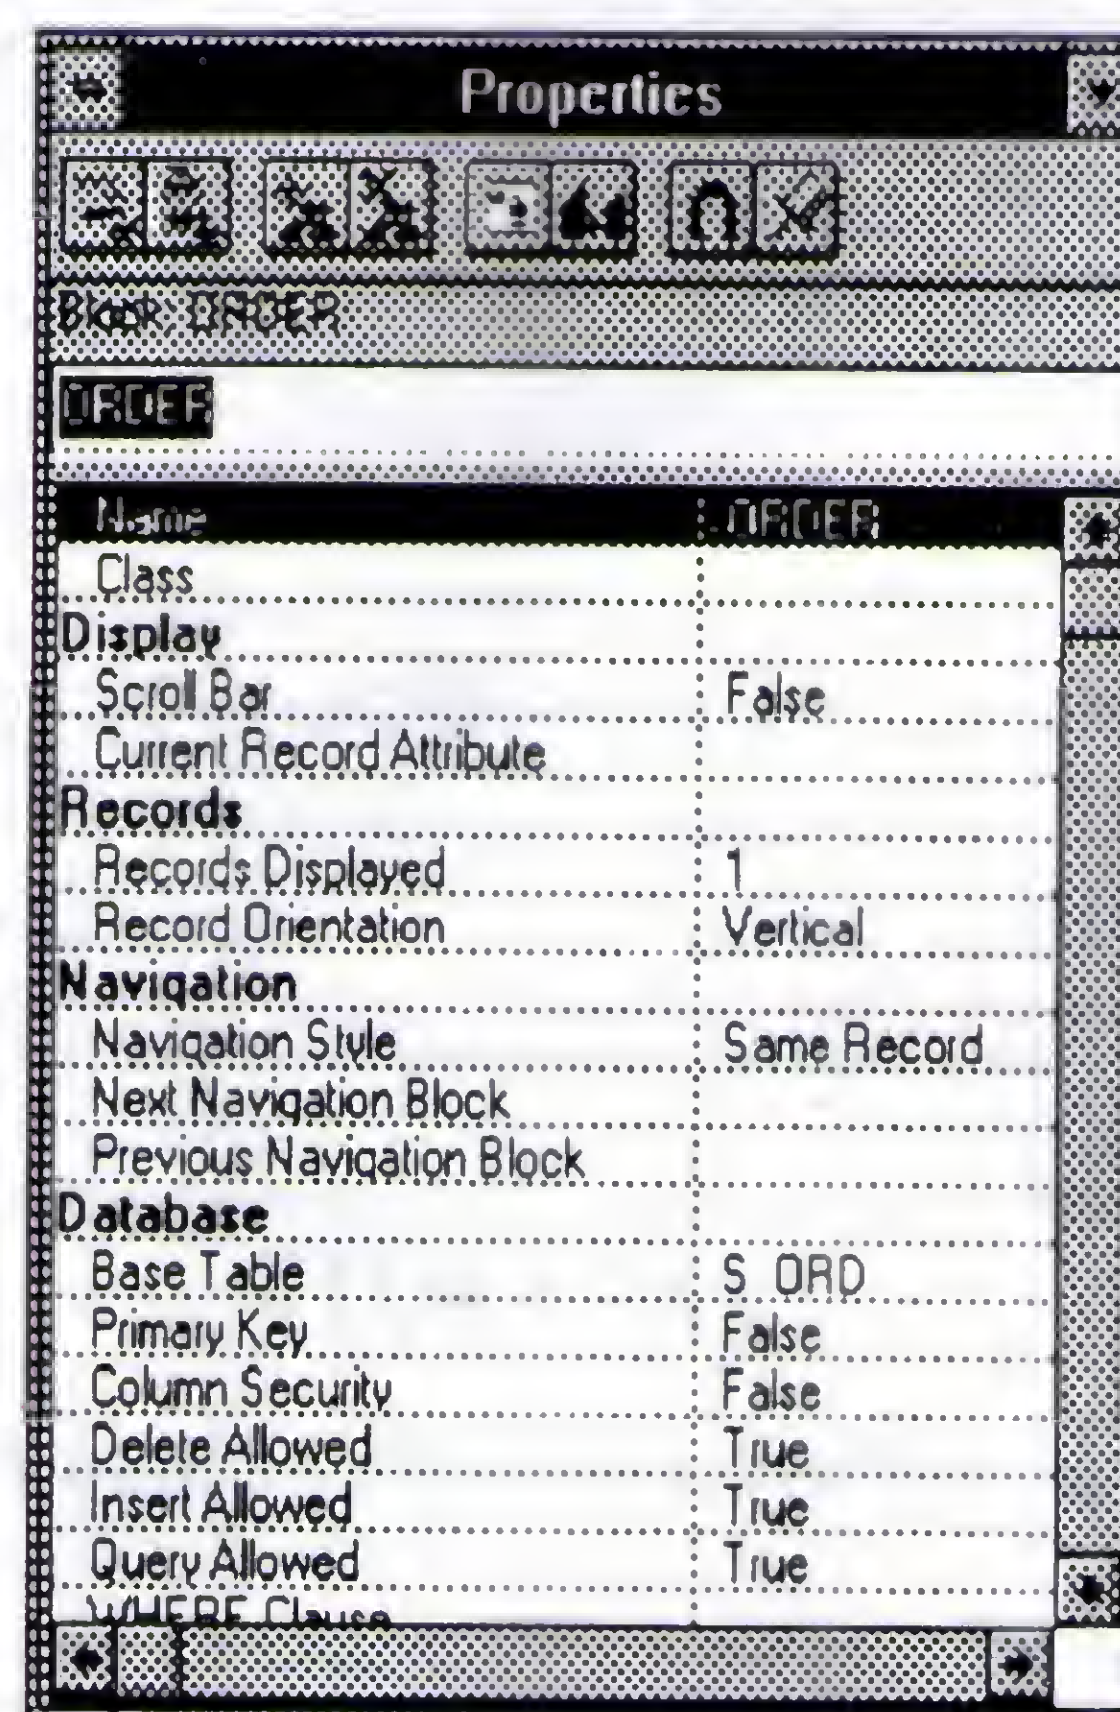 Properties
Block: ORDER
ORDER
Name ORDER
Class
Display
Scroll Bar False
Current Record Attribute
Records
Records Displayed 1
Record Orientation Vertical
Navigation
Navigation Style Same Record
Next Navigation Block
Previous Navigation Block
Database
Base Table S_ORD
Primary Key False
Column Security False
Delete Allowed True
Insert Allowed True
Query Allowed True
WHERE Clause